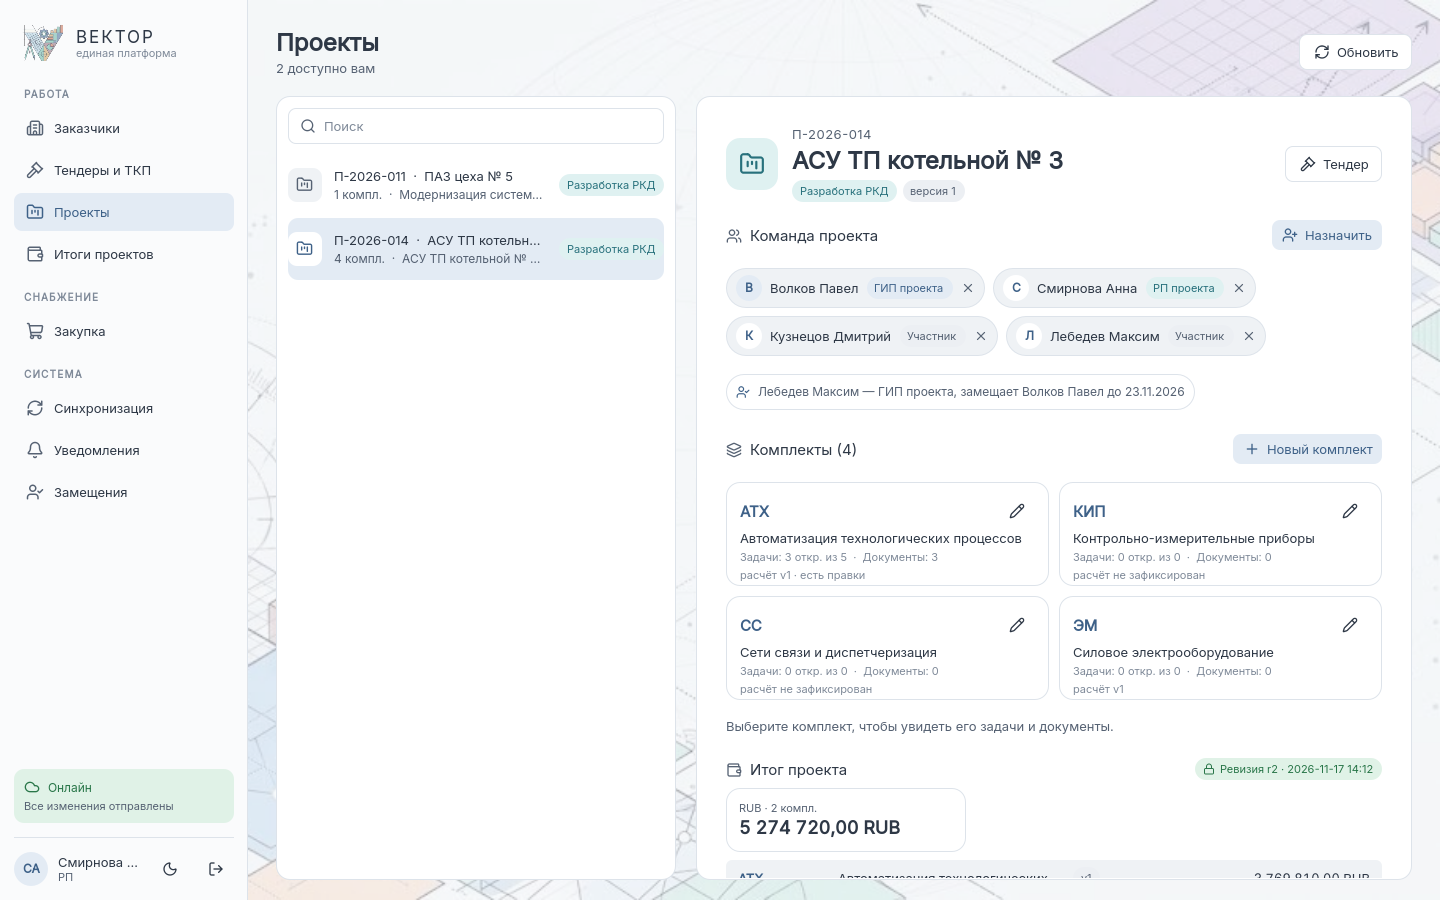 ВЕКТОР
единая платформа
РАБОТА
Заказчики
Тендеры и ТКП
Проекты
Итоги проектов
СНАБЖЕНИЕ
Закупка
СИСТЕМА
Синхронизация
Уведомления
Замещения
Онлайн
Все изменения отправлены
СА
Смирнова ...
РП
Проекты
2 доступно вам
Обновить
Поиск
П-2026-011 · ПАЗ цеха № 5
1 компл. · Модернизация систем...
Разработка РКД
П-2026-014 · АСУ ТП котельн...
4 компл. · АСУ ТП котельной № ...
Разработка РКД
П-2026-014
АСУ ТП котельной № 3
Разработка РКД
версия 1
Тендер
Команда проекта
Назначить
В Волков Павел ГИП проекта
С Смирнова Анна РП проекта
К Кузнецов Дмитрий Участник
Л Лебедев Максим Участник
Лебедев Максим — ГИП проекта, замещает Волков Павел до 23.11.2026
Комплекты (4)
Новый комплект
АТХ
Автоматизация технологических процессов
Задачи: 3 откр. из 5 · Документы: 3
расчёт v1 · есть правки
КИП
Контрольно-измерительные приборы
Задачи: 0 откр. из 0 · Документы: 0
расчёт не зафиксирован
СС
Сети связи и диспетчеризация
Задачи: 0 откр. из 0 · Документы: 0
расчёт не зафиксирован
ЭМ
Силовое электрооборудование
Задачи: 0 откр. из 0 · Документы: 0
расчёт v1
Выберите комплект, чтобы увидеть его задачи и документы.
Итог проекта
Ревизия r2 · 2026-11-17 14:12
RUB · 2 компл.
5 274 720,00 RUB
АТХ Автоматизация технологических v1 3 769 810,00 RUB